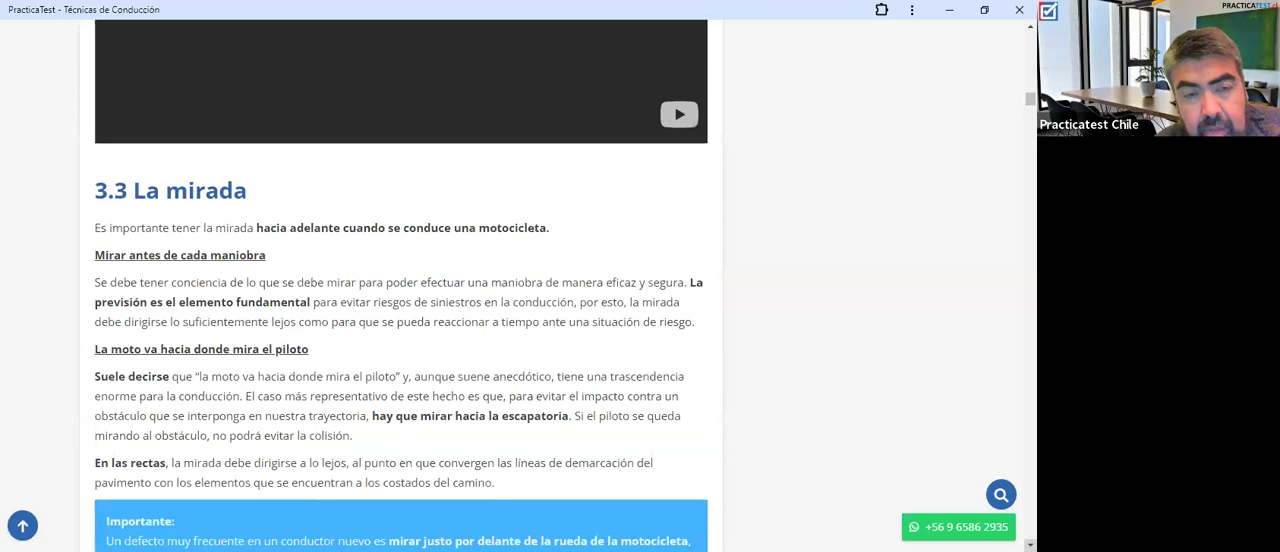 PracticaTest - Técnicas de Conducción
PRACTICATEST.cl
Practicatest Chile
3.3 La mirada
Es importante tener la mirada hacia adelante cuando se conduce una motocicleta.
Mirar antes de cada maniobra
Se debe tener conciencia de lo que se debe mirar para poder efectuar una maniobra de manera eficaz y segura. La
previsión es el elemento fundamental para evitar riesgos de siniestros en la conducción, por esto, la mirada
debe dirigirse lo suficientemente lejos como para que se pueda reaccionar a tiempo ante una situación de riesgo.
La moto va hacia donde mira el piloto
Suele decirse que “la moto va hacia donde mira el piloto” y, aunque suene anecdótico, tiene una trascendencia
enorme para la conducción. El caso más representativo de este hecho es que, para evitar el impacto contra un
obstáculo que se interponga en nuestra trayectoria, hay que mirar hacia la escapatoria. Si el piloto se queda
mirando al obstáculo, no podrá evitar la colisión.
En las rectas, la mirada debe dirigirse a lo lejos, al punto en que convergen las líneas de demarcación del
pavimento con los elementos que se encuentran a los costados del camino.
Importante:
Un defecto muy frecuente en un conductor nuevo es mirar justo por delante de la rueda de la motocicleta,
+56 9 6586 2935